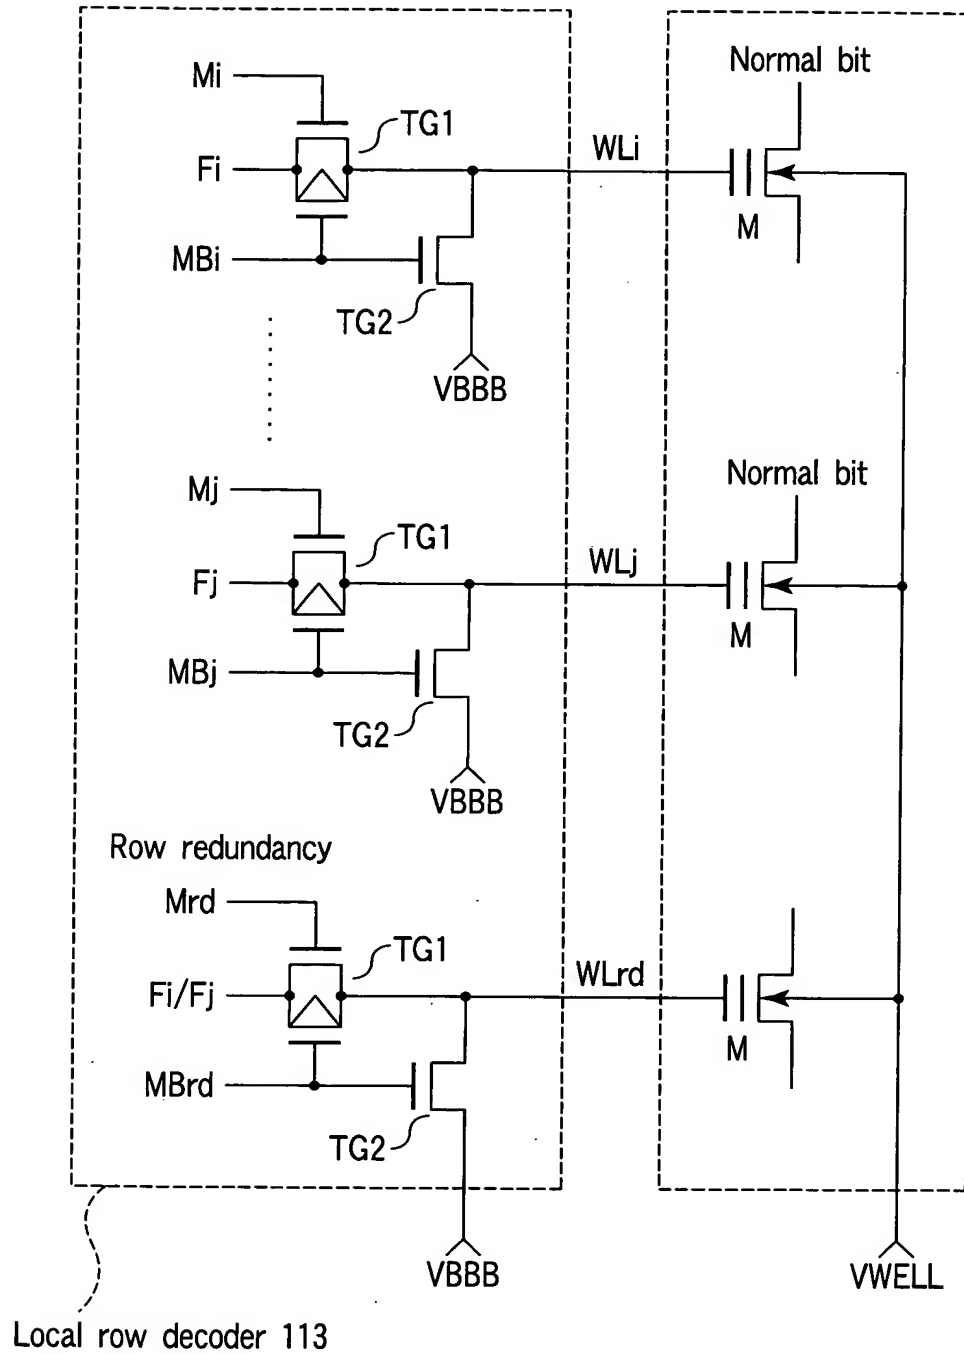 Normal bit
Mi
TG1
Fi
WLi
M
MBi
TG2
VBBB
Normal bit
Mj
TG1
Fj
WLj
M
MBj
TG2
VBBB
Row redundancy
Mrd
TG1
Fi/Fj
WLrd
M
MBrd
TG2
VBBB
VWELL
Local row decoder 113